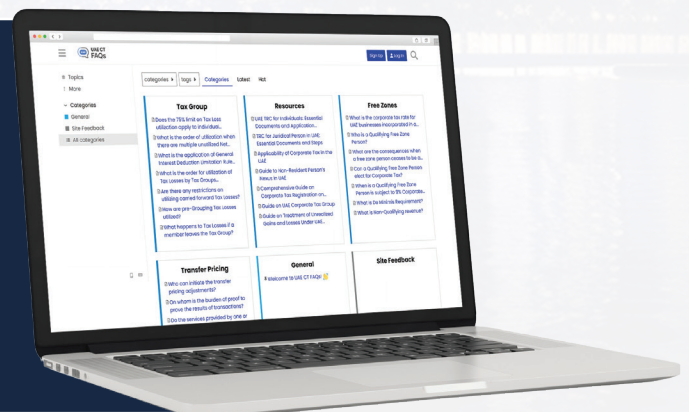 UAE CT
FAQs
Sign Up
Log In
Topics
More
Categories
General
Site Feedback
All categories
categories
tags
Categories
Latest
Hot
Tax Group
Does the 75% limit on Tax Loss
utilization apply to individuals...
What is the order of utilization when
there are multiple unutilized Net...
What is the application of General
Interest Deduction Limitation Rule...
What is the order for utilization of
Tax Losses by Tax Groups...
Are there any restrictions on
utilizing carried forward Tax Losses?
How are pre-Grouping Tax Losses
utilized?
What happens to Tax Losses if a
member leaves the Tax Group?
Resources
UAE TRC for Individuals: Essential
Documents and Application...
TRC for Juridical Person in UAE:
Essential Documents and Steps
Applicability of Corporate Tax in the
UAE
Guide to Non-Resident Person's
Nexus in UAE
Comprehensive Guide on
Corporate Tax Registration on...
Guide on UAE Corporate Tax Group
Guide on Treatment of Unrealised
Gains and Losses Under UAE...
Free Zones
What is the corporate tax rate for
UAE businesses incorporated in a...
Who is a Qualifying Free Zone
Person?
What are the consequences when
a free zone person ceases to be a...
Can a Qualifying Free Zone Person
elect for Corporate Tax?
When is a Qualifying Free Zone
Person is subject to 9% Corporate...
What is De Minimis Requirement?
What is Non-Qualifying revenue?
Transfer Pricing
Who can initiate the transfer
pricing adjustments?
On whom is the burden of proof to
prove the results of transactions?
Do the services provided by one or
General
Welcome to UAE CT FAQs!
Site Feedback